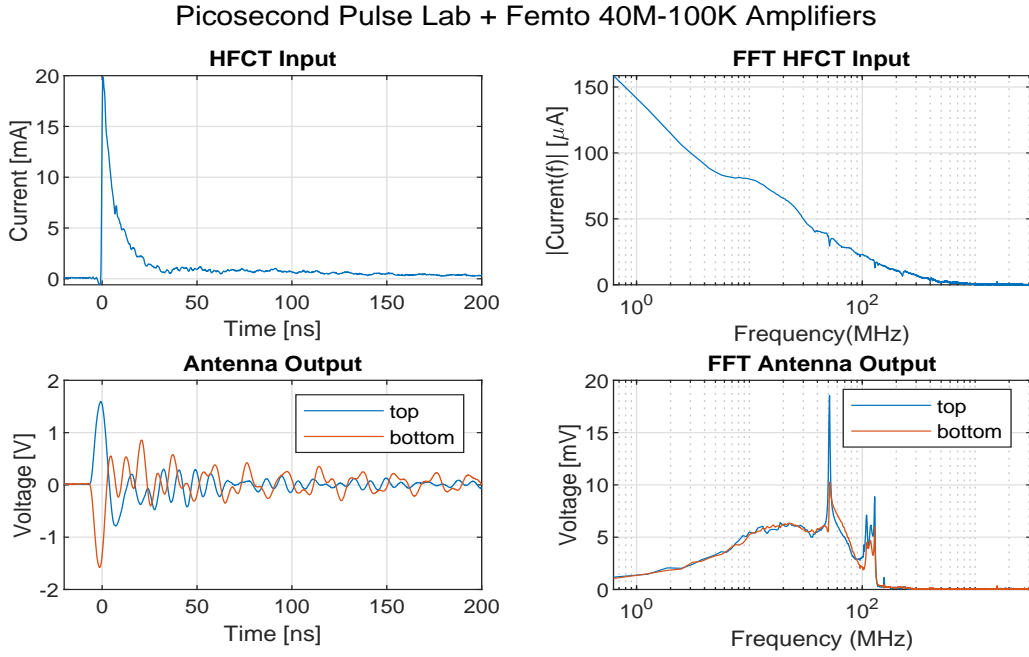 Picosecond Pulse Lab + Femto 40M-100K Amplifiers
HFCT Input
Current [mA]
20
15
10
5
0
0
50
100
150
200
Time [ns]
FFT HFCT Input
|Current(f)| [μA]
150
100
50
0
10^0
10^2
Frequency(MHz)
Antenna Output
Voltage [V]
2
1
0
-1
-2
top
bottom
0
50
100
150
200
Time [ns]
FFT Antenna Output
Voltage [mV]
20
15
10
5
0
top
bottom
10^0
10^2
Frequency (MHz)